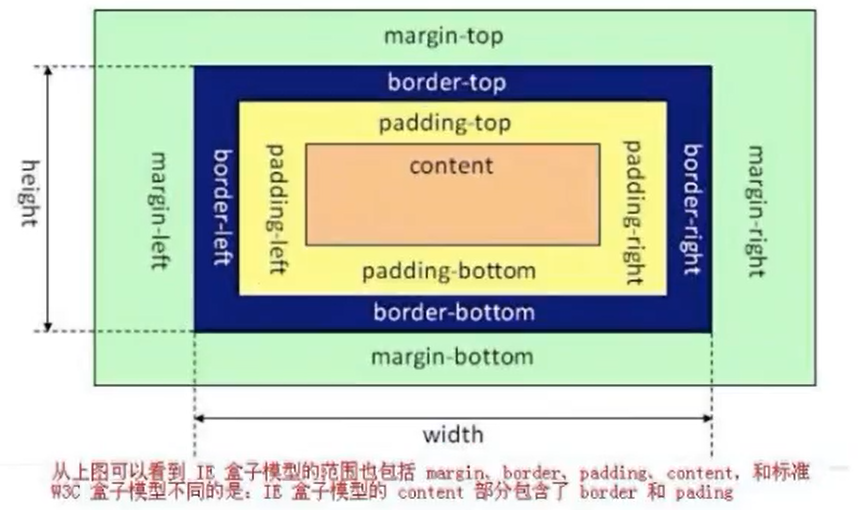 margin-top
border-top
padding-top
content
height
margin-left
border-left
padding-left
padding-right
border-right
margin-right
padding-bottom
border-bottom
margin-bottom
width
从上图可以看到 IE 盒子模型的范围也包括 margin、border、padding、content，和标准
W3C 盒子模型不同的是：IE 盒子模型的 content 部分包含了 border 和 pading